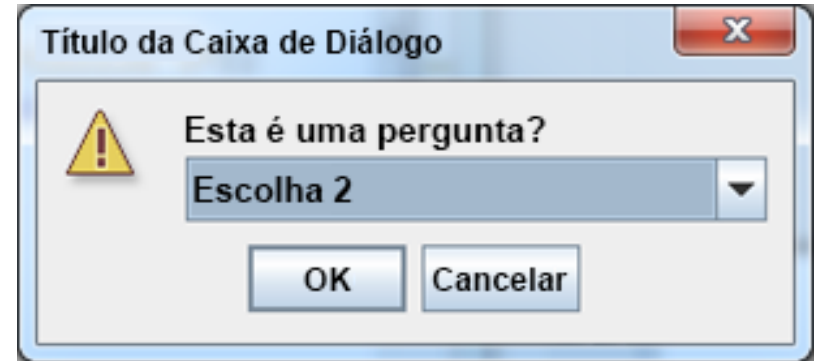 Título da Caixa de Diálogo
Esta é uma pergunta?
Escolha 2
OK
Cancelar